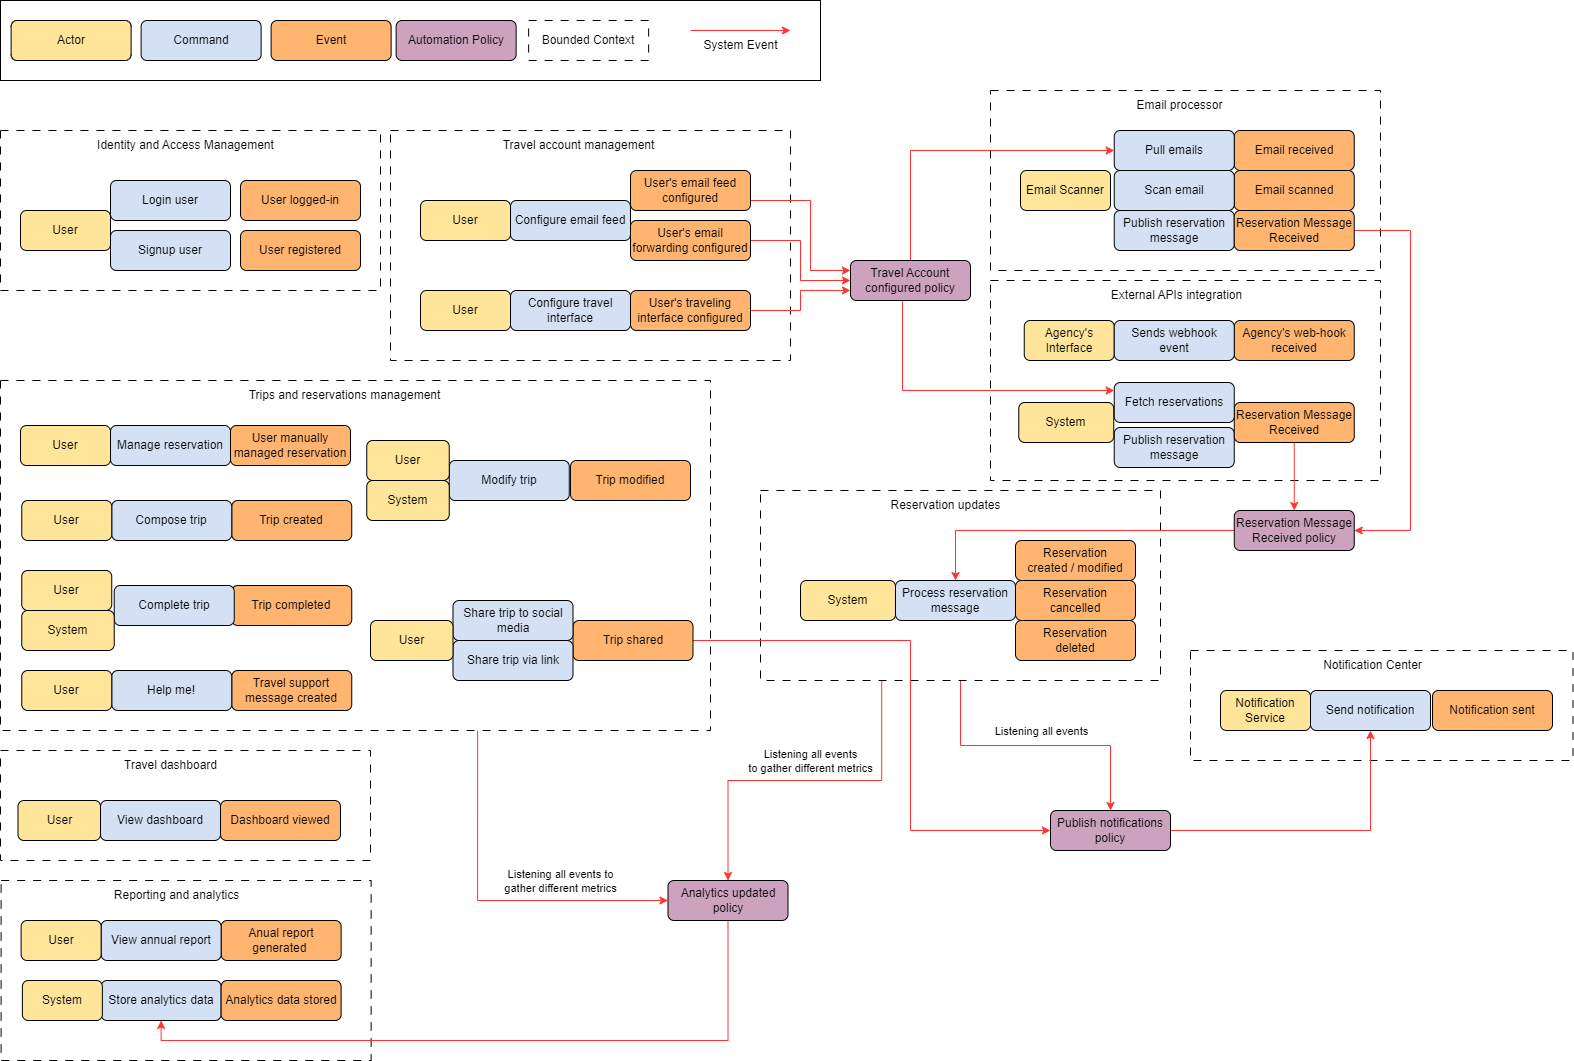 Actor
Command
Event
Automation Policy
Bounded Context
System Event
Identity and Access Management
User
Login user
User logged-in
Signup user
User registered
Travel account management
User
Configure email feed
User's email feed
configured
User's email
forwarding configured
User
Configure travel
interface
User's traveling
interface configured
Travel Account
configured policy
Email processor
Email Scanner
Pull emails
Email received
Scan email
Email scanned
Publish reservation
message
Reservation Message
Received
External APIs integration
Agency's
Interface
Sends webhook
event
Agency's web-hook
received
System
Fetch reservations
Publish reservation
message
Reservation Message
Received
Reservation Message
Received policy
Trips and reservations management
User
Manage reservation
User manually
managed reservation
User
System
Modify trip
Trip modified
User
Compose trip
Trip created
User
System
Complete trip
Trip completed
User
Share trip to social
media
Share trip via link
Trip shared
User
Help me!
Travel support
message created
Reservation updates
System
Process reservation
message
Reservation
created / modified
Reservation
cancelled
Reservation
deleted
Notification Center
Notification
Service
Send notification
Notification sent
Listening all events
Listening all events
to gather different metrics
Publish notifications
policy
Travel dashboard
User
View dashboard
Dashboard viewed
Listening all events to
gather different metrics
Analytics updated
policy
Reporting and analytics
User
View annual report
Anual report
generated
System
Store analytics data
Analytics data stored